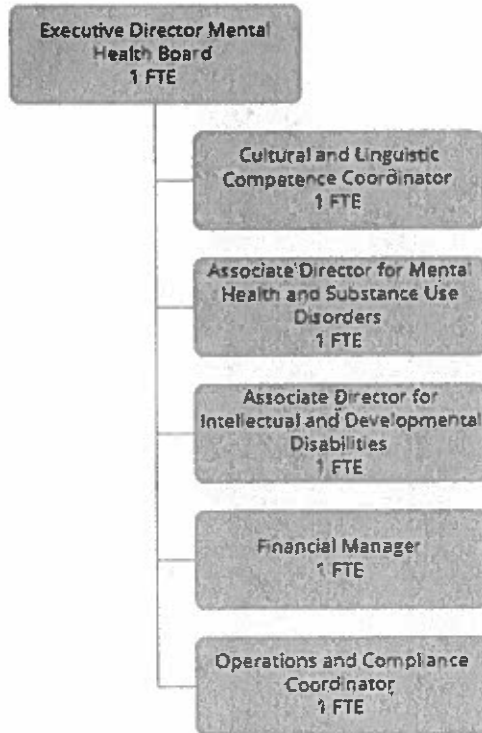 Executive Director Mental
Health Board
1 FTE
Cultural and Linguistic
Competence Coordinator
1 FTE
Associate Director for Mental
Health and Substance Use
Disorders
1 FTE
Associate Director for
Intellectual and Developmental
Disabilities
1 FTE
Financial Manager
1 FTE
Operations and Compliance
Coordinator
1 FTE